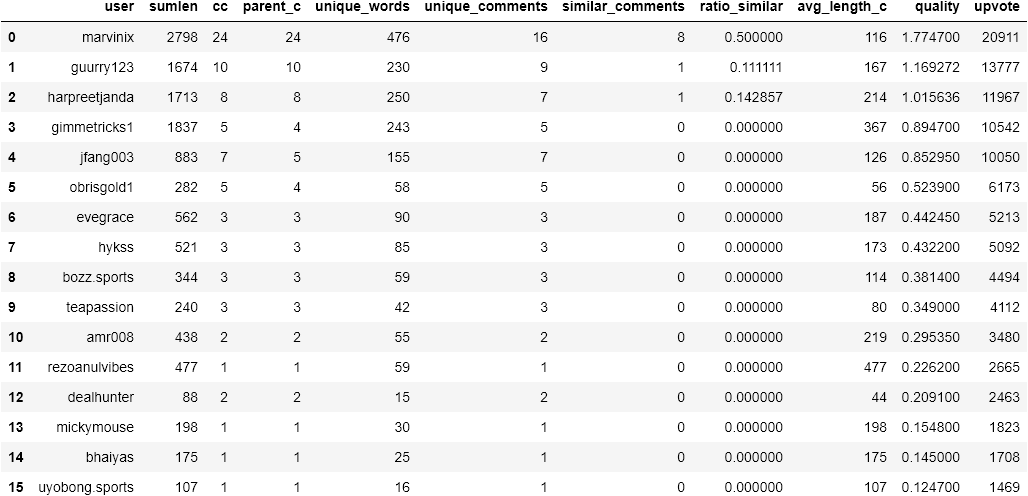 user sumlen cc parent_c unique_words unique_comments similar_comments ratio_similar avg_length_c quality upvote
0 marvinix 2798 24 24 476 16 8 0.500000 116 1.774700 20911
1 guurry123 1674 10 10 230 9 1 0.111111 167 1.169272 13777
2 harpreetjanda 1713 8 8 250 7 1 0.142857 214 1.015636 11967
3 gimmetricks1 1837 5 4 243 5 0 0.000000 367 0.894700 10542
4 jfang003 883 7 5 155 7 0 0.000000 126 0.852950 10050
5 obrisgold1 282 5 4 58 5 0 0.000000 56 0.523900 6173
6 evegrace 562 3 3 90 3 0 0.000000 187 0.442450 5213
7 hykss 521 3 3 85 3 0 0.000000 173 0.432200 5092
8 bozz.sports 344 3 3 59 3 0 0.000000 114 0.381400 4494
9 teapassion 240 3 3 42 3 0 0.000000 80 0.349000 4112
10 amr008 438 2 2 55 2 0 0.000000 219 0.295350 3480
11 rezoanulvibes 477 1 1 59 1 0 0.000000 477 0.226200 2665
12 dealhunter 88 2 2 15 2 0 0.000000 44 0.209100 2463
13 mickymouse 198 1 1 30 1 0 0.000000 198 0.154800 1823
14 bhaiyas 175 1 1 25 1 0 0.000000 175 0.145000 1708
15 uyobong.sports 107 1 1 16 1 0 0.000000 107 0.124700 1469